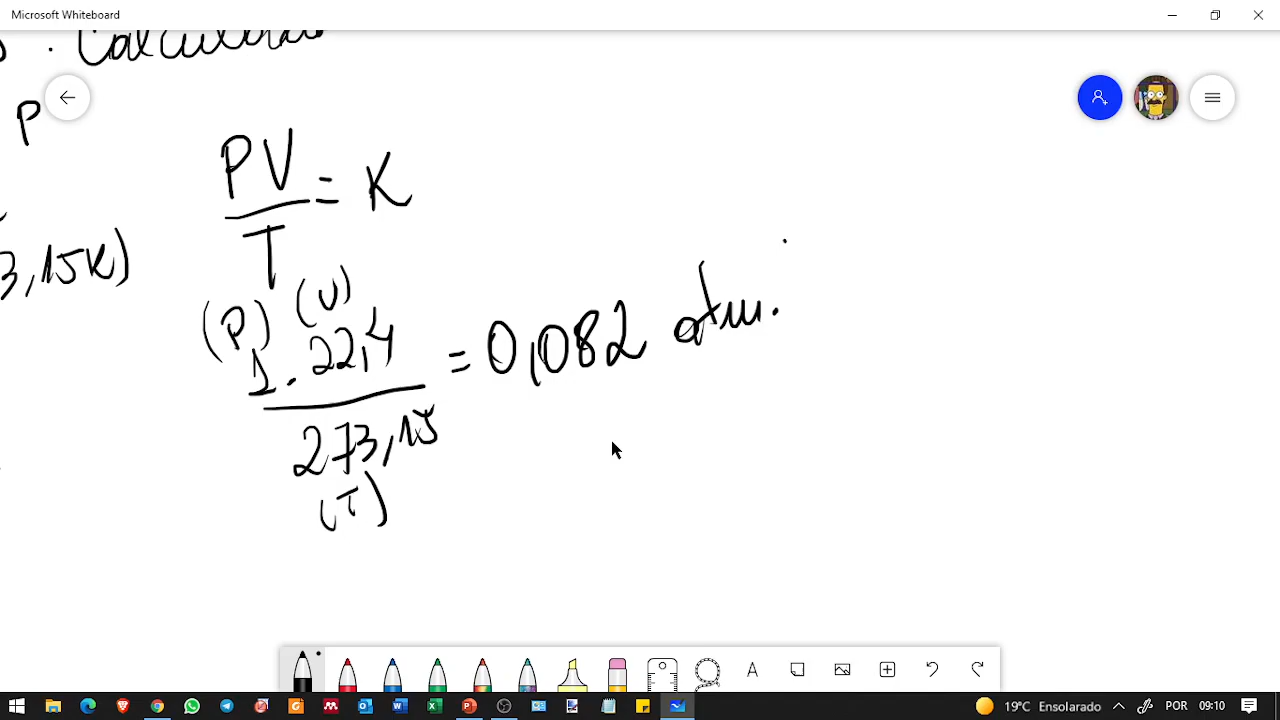 Microsoft Whiteboard
P
PV
T
= K
3,15K)
(P) (V)
1 . 22,4
273,15
(T)
= 0,082 atm.
A
19°C Ensolarado
POR
09:10